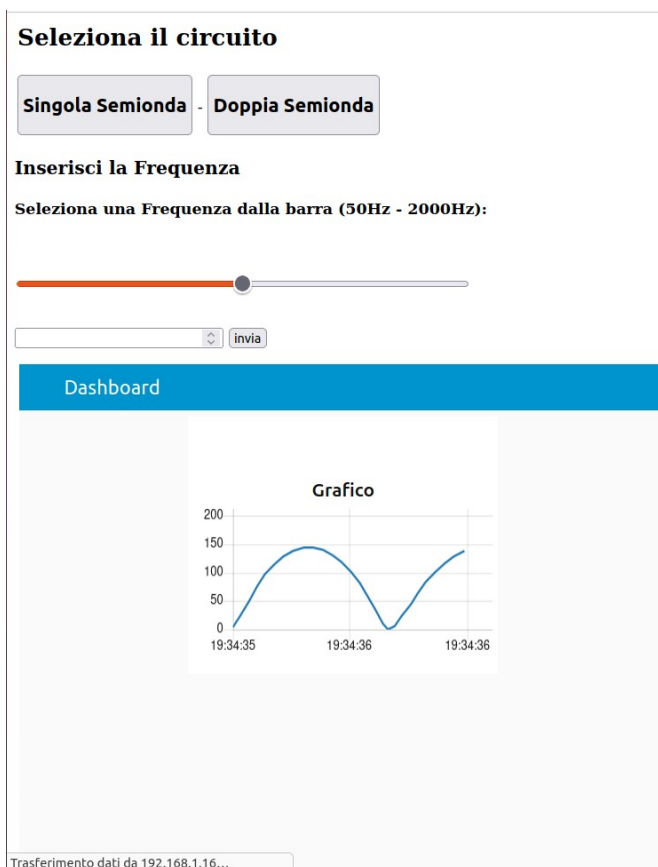 Seleziona il circuito
Singola Semionda - Doppia Semionda
Inserisci la Frequenza
Seleziona una Frequenza dalla barra (50Hz - 2000Hz):
invia
Dashboard
Grafico
200
150
100
50
0
19:34:35 19:34:36 19:34:36
Trasferimento dati da 192.168.1.16…